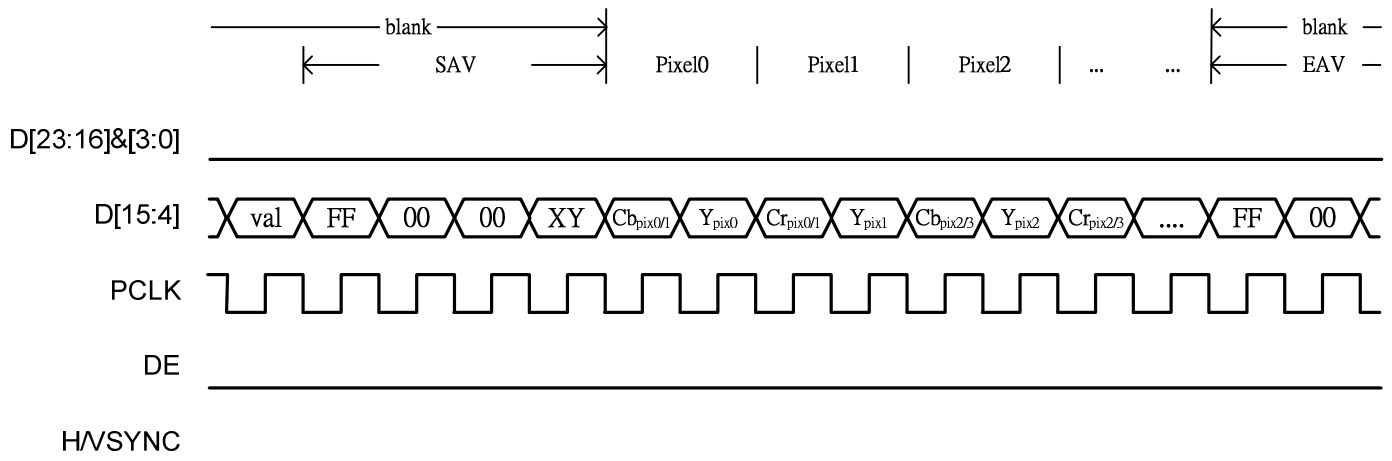 blank blank
SAV Pixel0 Pixel1 Pixel2 ... ... EAV
D[23:16]&[3:0]
D[15:4] val FF 00 00 XY Cbpix0/1 Ypix0 Crpix0/1 Ypix1 Cbpix2/3 Ypix2 Crpix2/3 .... FF 00
PCLK
DE
H/VSYNC